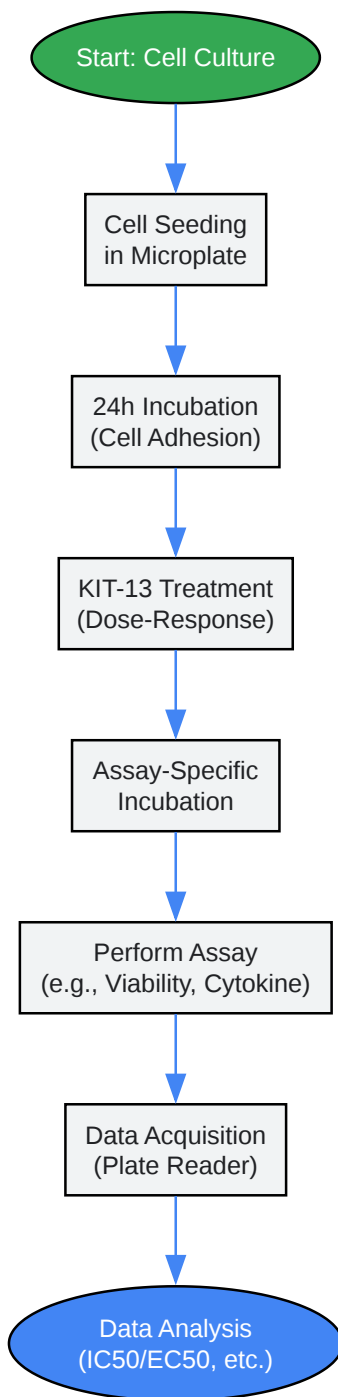 Start: Cell Culture
Cell Seeding
in Microplate
24h Incubation
(Cell Adhesion)
KIT-13 Treatment
(Dose-Response)
Assay-Specific
Incubation
Perform Assay
(e.g., Viability, Cytokine)
Data Acquisition
(Plate Reader)
Data Analysis
(IC50/EC50, etc.)